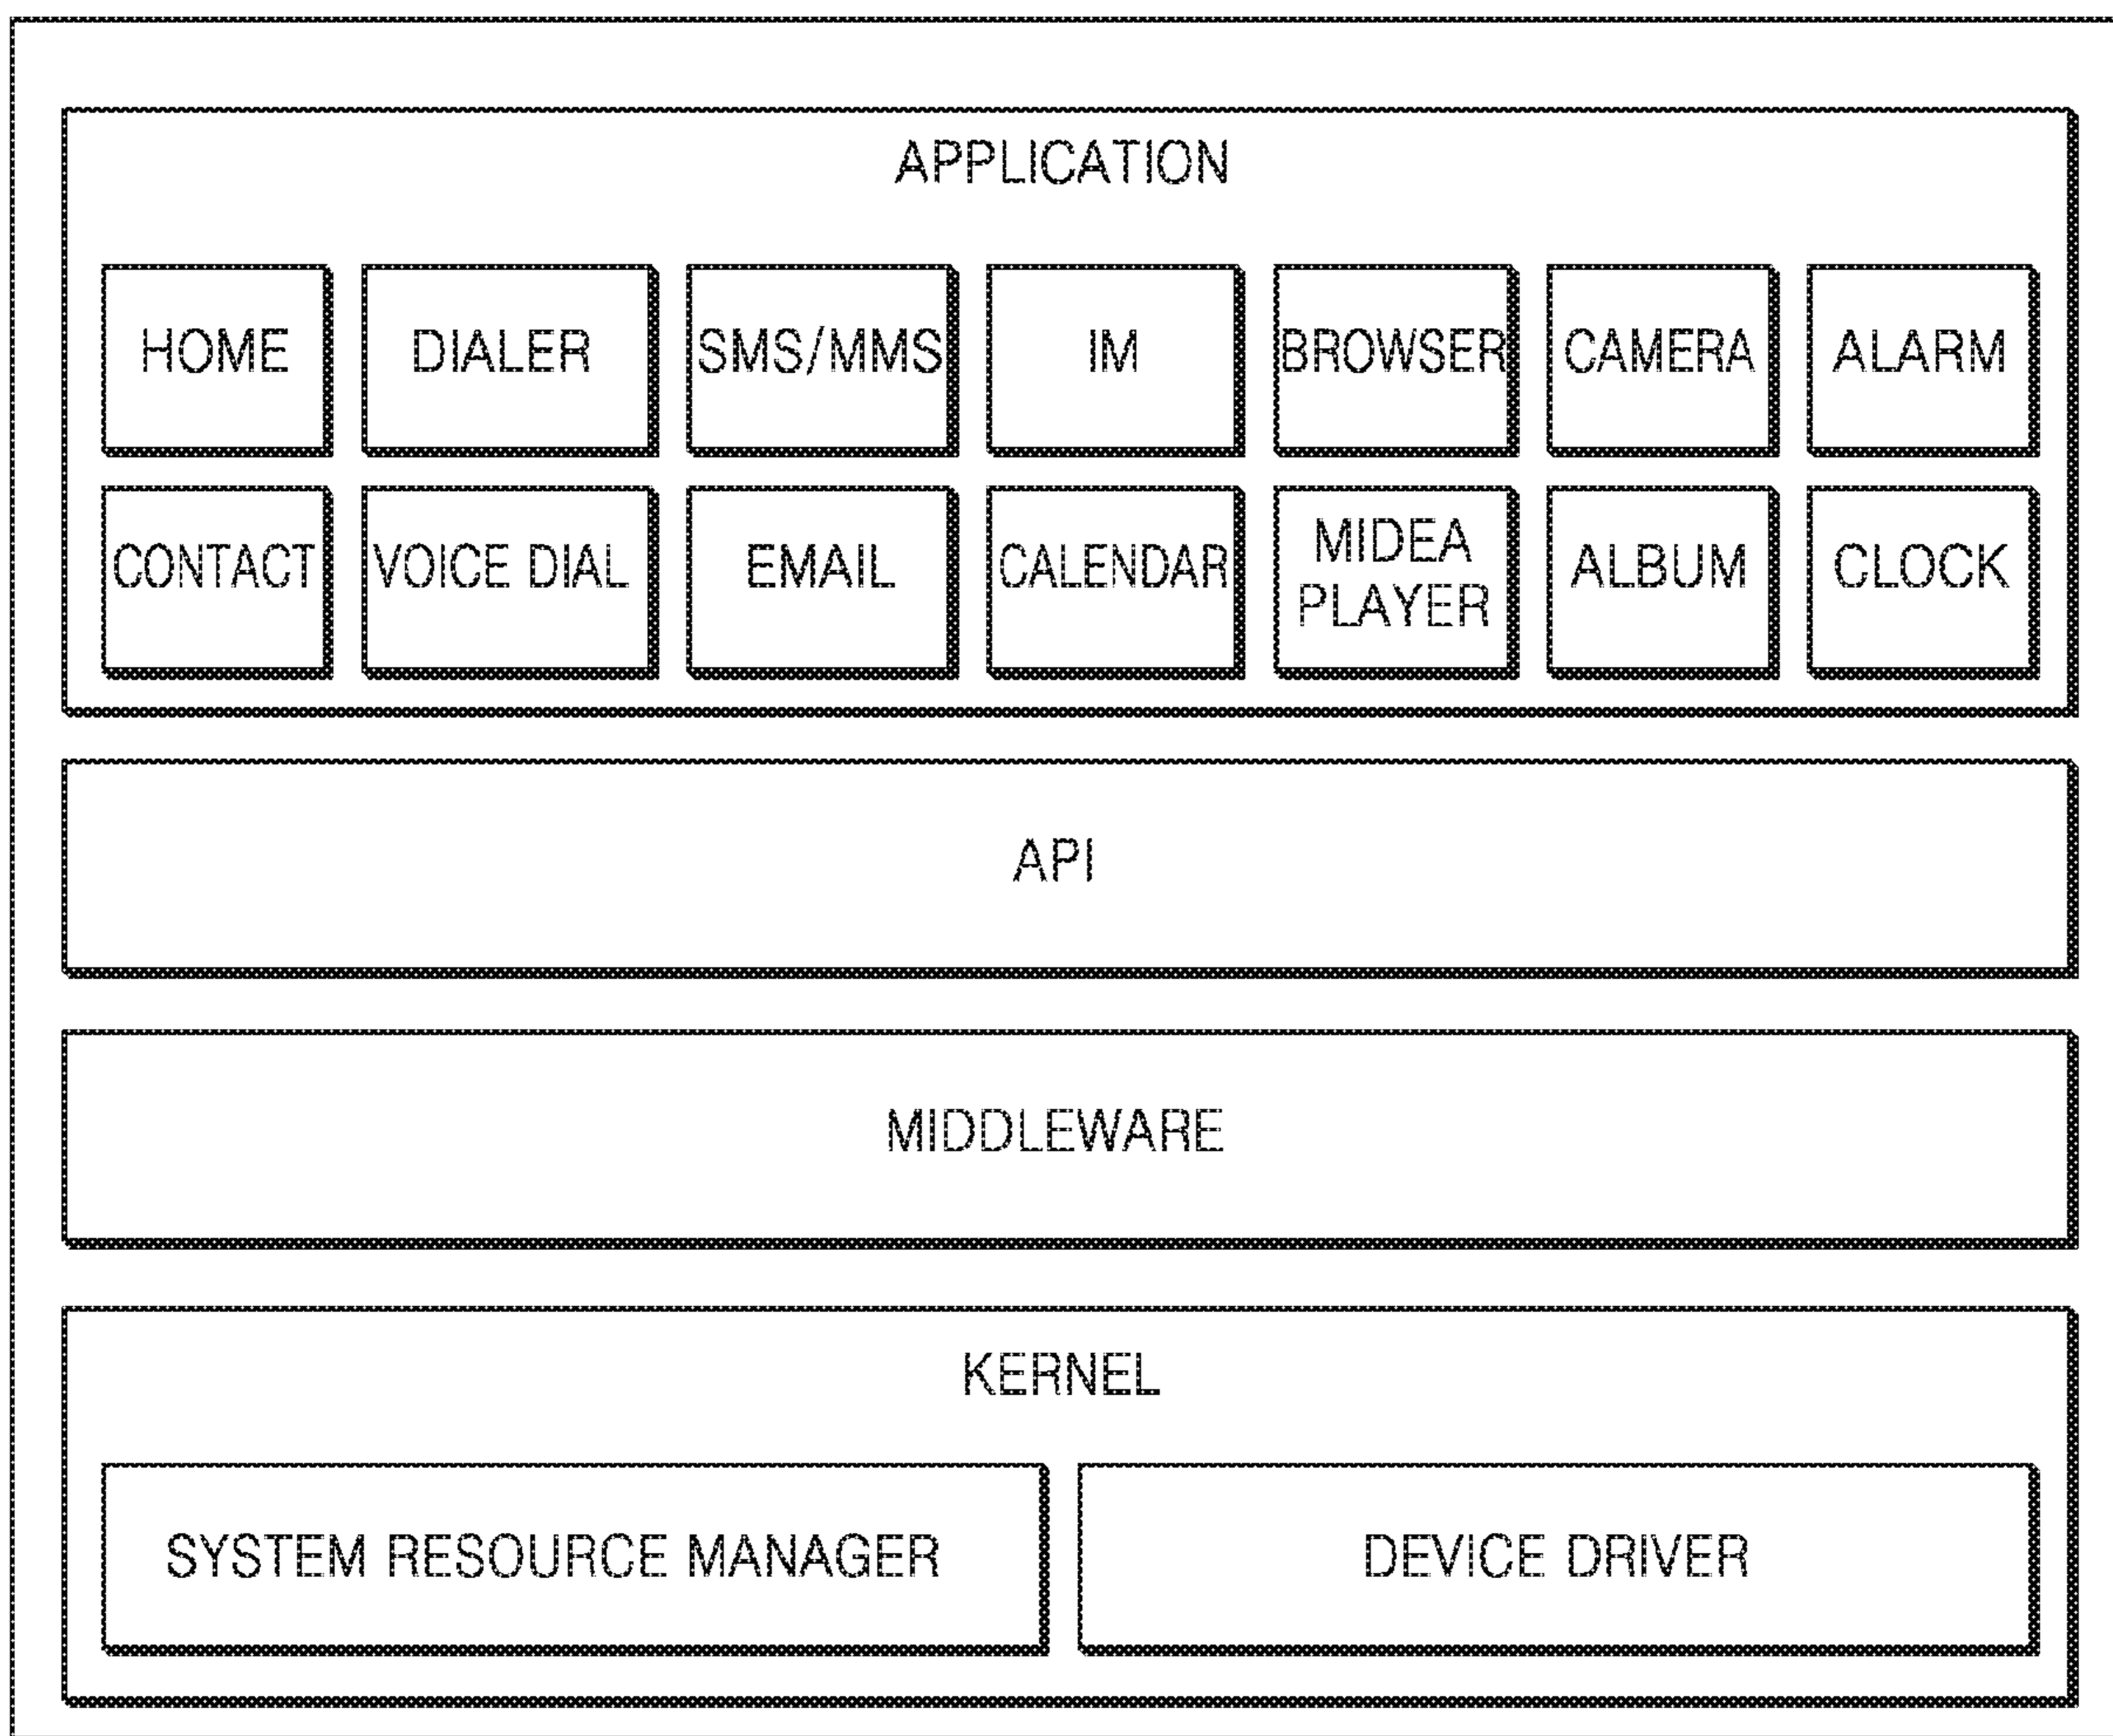 APPLICATION
HOME
DIALER
SMS/MMS
IM
BROWSER
CAMERA
ALARM
CONTACT
VOICE DIAL
EMAIL
CALENDAR
MIDEA
PLAYER
ALBUM
CLOCK
API
MIDDLEWARE
KERNEL
SYSTEM RESOURCE MANAGER
DEVICE DRIVER